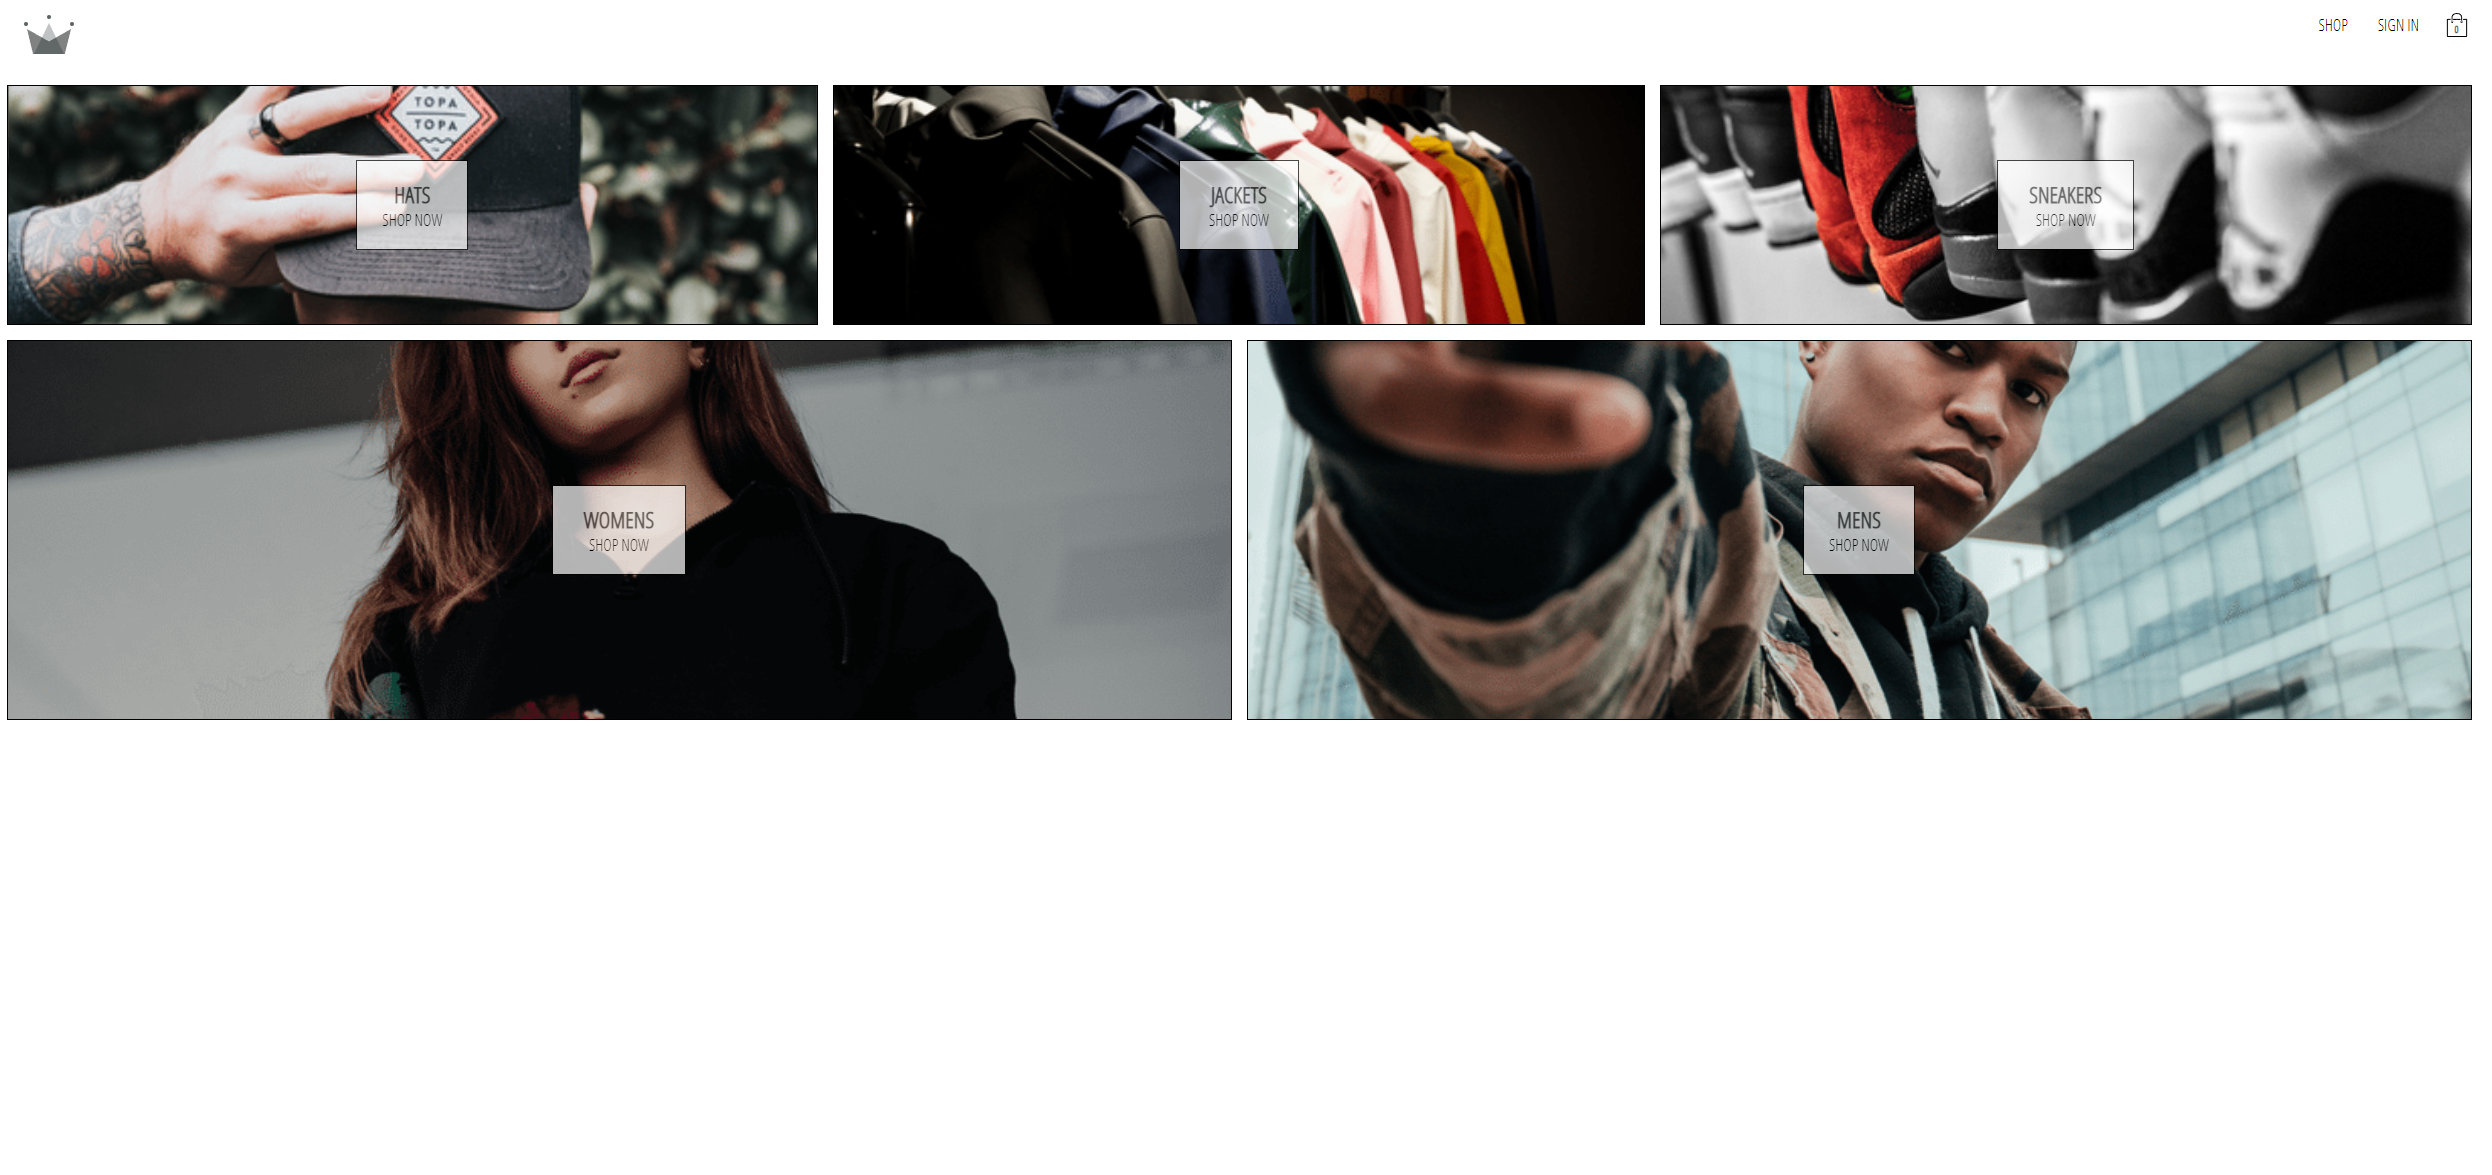 SHOP
SIGN IN
0
TOPA
TOPA
HATS
SHOP NOW
JACKETS
SHOP NOW
SNEAKERS
SHOP NOW
WOMENS
SHOP NOW
MENS
SHOP NOW